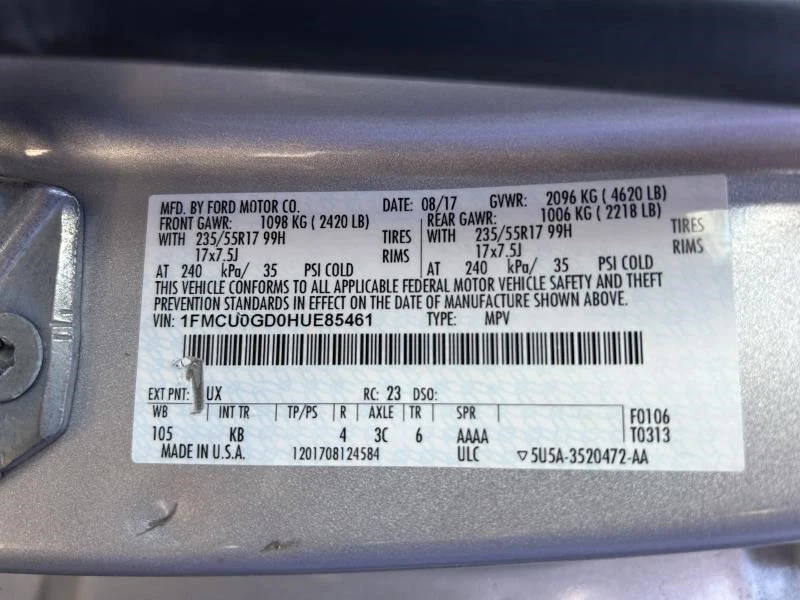 MFD. BY FORD MOTOR CO. DATE: 08/17 GVWR: 2096 KG ( 4620 LB)
FRONT GAWR: 1098 KG ( 2420 LB) REAR GAWR: 1006 KG ( 2218 LB)
WITH 235/55R17 99H TIRES WITH 235/55R17 99H TIRES
17x7.5J RIMS 17x7.5J RIMS
AT 240 kPa/ 35 PSI COLD AT 240 kPa/ 35 PSI COLD
THIS VEHICLE CONFORMS TO ALL APPLICABLE FEDERAL MOTOR VEHICLE SAFETY AND THEFT
PREVENTION STANDARDS IN EFFECT ON THE DATE OF MANUFACTURE SHOWN ABOVE.
VIN: 1FMCU0GD0HUE85461 TYPE: MPV
EXT PNT: UX RC: 23 DSO:
WB INT TR TP/PS R AXLE TR SPR F0106
105 KB 4 3C 6 AAAA T0313
MADE IN U.S.A. 1201708124584 ULC ▽5U5A-3520472-AA